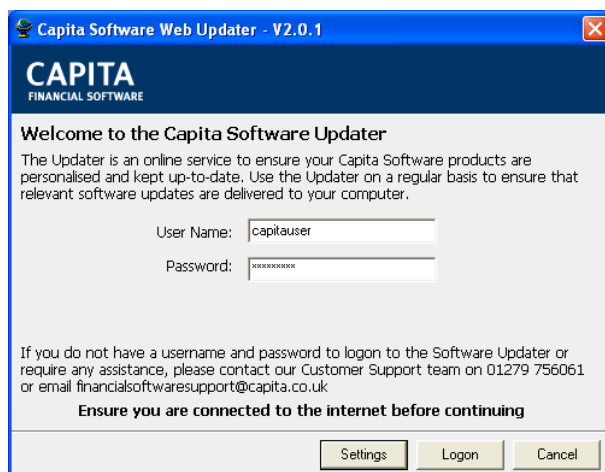 Capita Software Web Updater - V2.0.1
CAPITA
FINANCIAL SOFTWARE
Welcome to the Capita Software Updater
The Updater is an online service to ensure your Capita Software products are
personalised and kept up-to-date. Use the Updater on a regular basis to ensure that
relevant software updates are delivered to your computer.
User Name: capitauser
Password: xxxxxxxxx
If you do not have a username and password to logon to the Software Updater or
require any assistance, please contact our Customer Support team on 01279 756061
or email financialsoftwaresupport@capita.co.uk
Ensure you are connected to the internet before continuing
Settings Logon Cancel